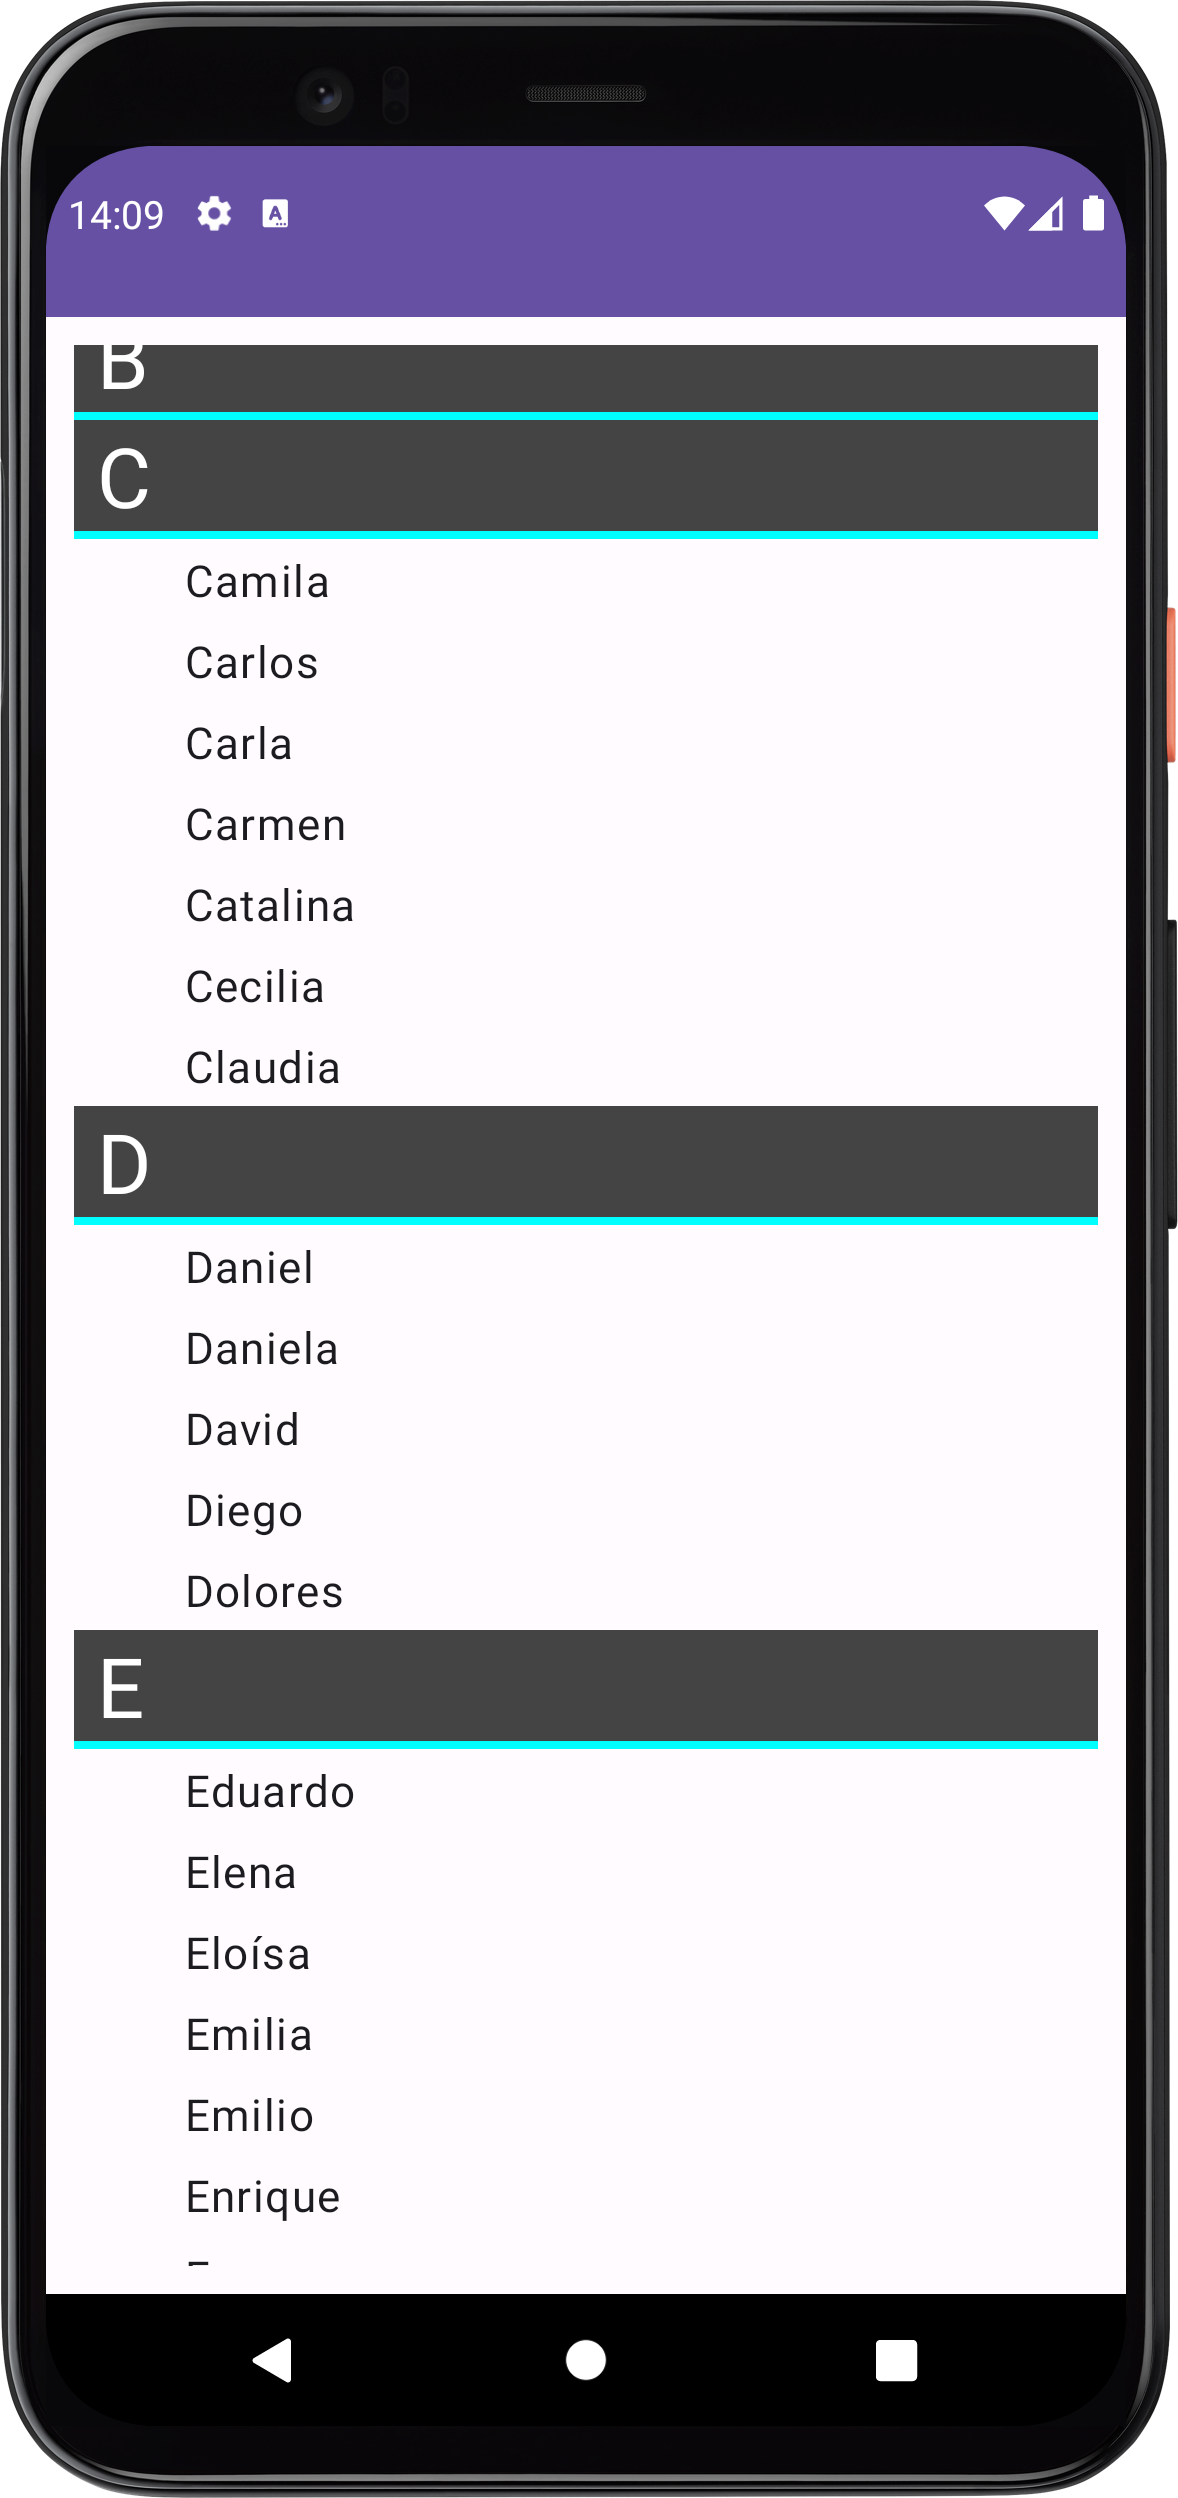 14:09
B
C
Camila
Carlos
Carla
Carmen
Catalina
Cecilia
Claudia
D
Daniel
Daniela
David
Diego
Dolores
E
Eduardo
Elena
Eloísa
Emilia
Emilio
Enrique